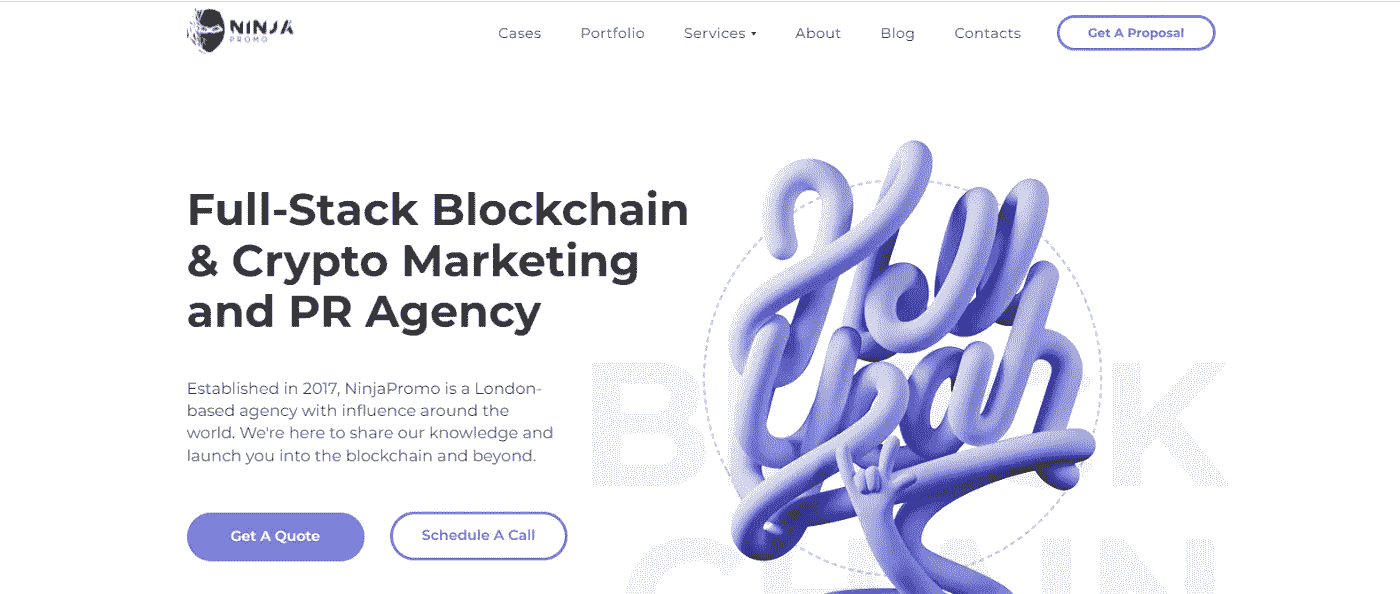 NINJA
PROMO
Cases
Portfolio
Services
About
Blog
Contacts
Get A Proposal
Full-Stack Blockchain
& Crypto Marketing
and PR Agency
Established in 2017, NinjaPromo is a London-
based agency with influence around the
world. We're here to share our knowledge and
launch you into the blockchain and beyond.
Get A Quote
Schedule A Call